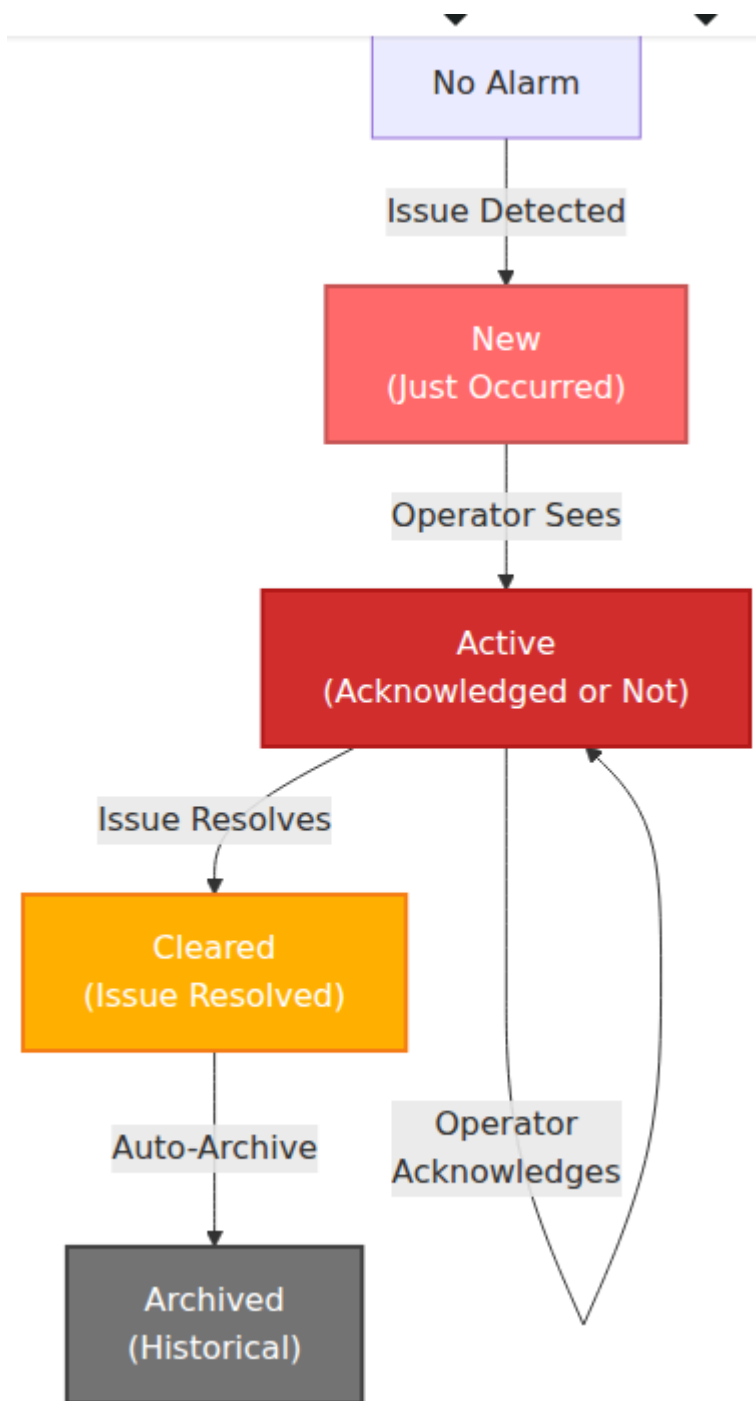 No Alarm
Issue Detected
New
(Just Occurred)
Operator Sees
Active
(Acknowledged or Not)
Issue Resolves
Cleared
(Issue Resolved)
Operator
Acknowledges
Auto-Archive
Archived
(Historical)